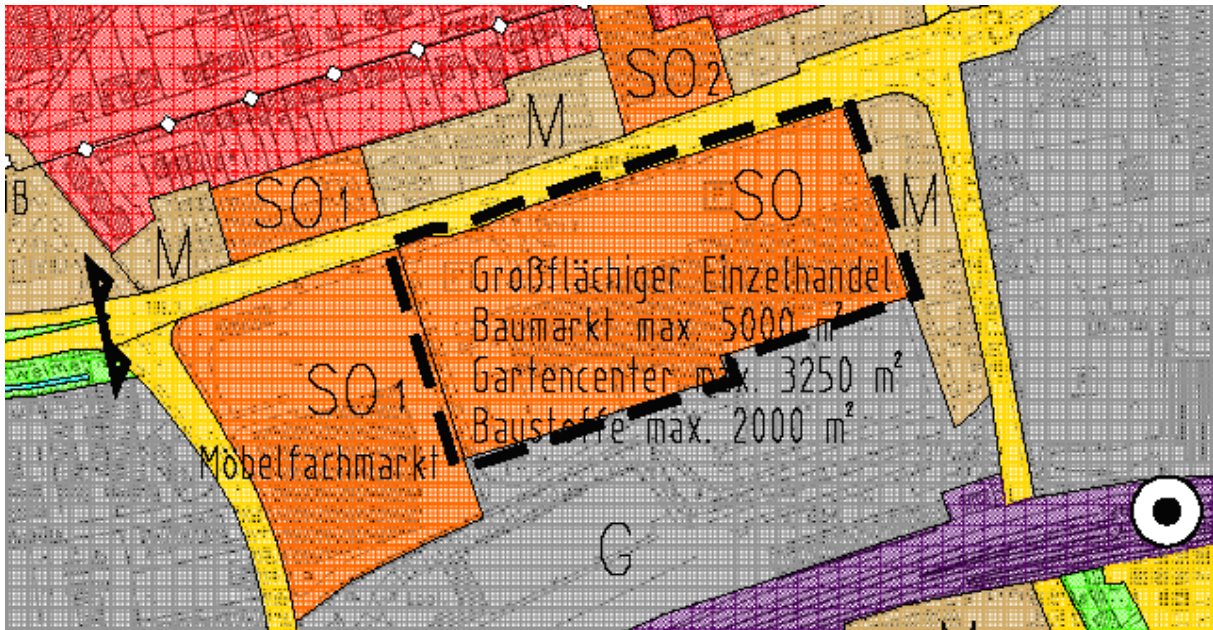 SO2
M
SO1
SO
M
M
Großflächiger Einzelhandel
Baumarkt max. 5000 m²
Gartencenter max. 3250 m²
Baustoffe max. 2000 m²
SO1
Möbelfachmarkt
G